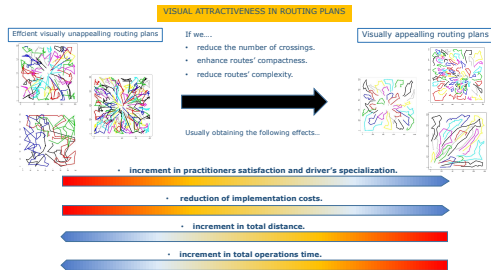 VISUAL ATTRACTIVENESS IN ROUTING PLANS
Effcient visually unappealling routing plans
If we....
• reduce the number of crossings.
• enhance routes' compactness.
• reduce routes' complexity.
Usually obtaining the following effects…
Visually appealling routing plans
• increment in practitioners satisfaction and driver's specialization.
• reduction of implementation costs.
• increment in total distance.
• increment in total operations time.